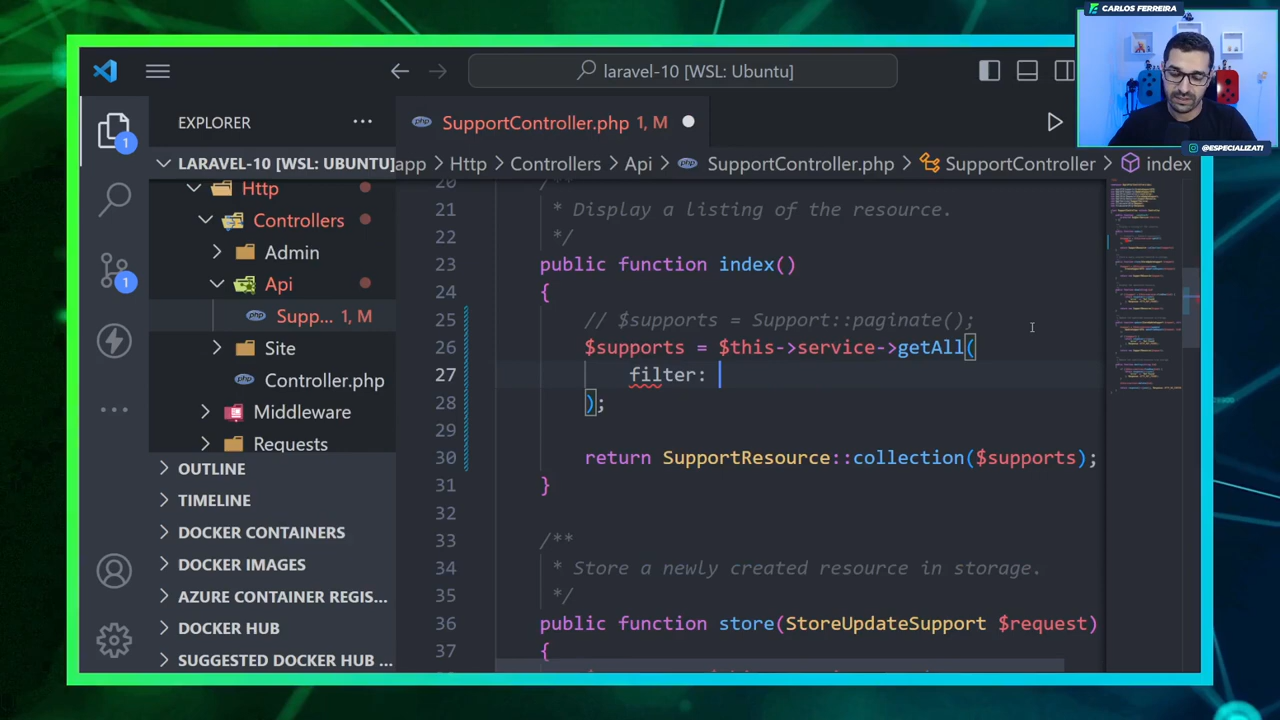 CARLOS FERREIRA
@ESPECIALIZATI
laravel-10 [WSL: Ubuntu]
EXPLORER
SupportController.php 1, M
LARAVEL-10 [WSL: UBUNTU]
app > Http > Controllers > Api > SupportController.php > SupportController > index
Http
Controllers
Admin
Api
Supp... 1, M
Site
Controller.php
Middleware
Requests
OUTLINE
TIMELINE
DOCKER CONTAINERS
DOCKER IMAGES
AZURE CONTAINER REGIS...
DOCKER HUB
SUGGESTED DOCKER HUB ...
1
1
20 /**
* Display a listing of the resource.
22 */
public function index()
24 {
// $supports = Support::paginate();
26 $supports = $this->service->getAll(
filter:
28 );
29
30 return SupportResource::collection($supports);
31 }
32
33 /**
34 * Store a newly created resource in storage.
35 */
36 public function store(StoreUpdateSupport $request)
37 {